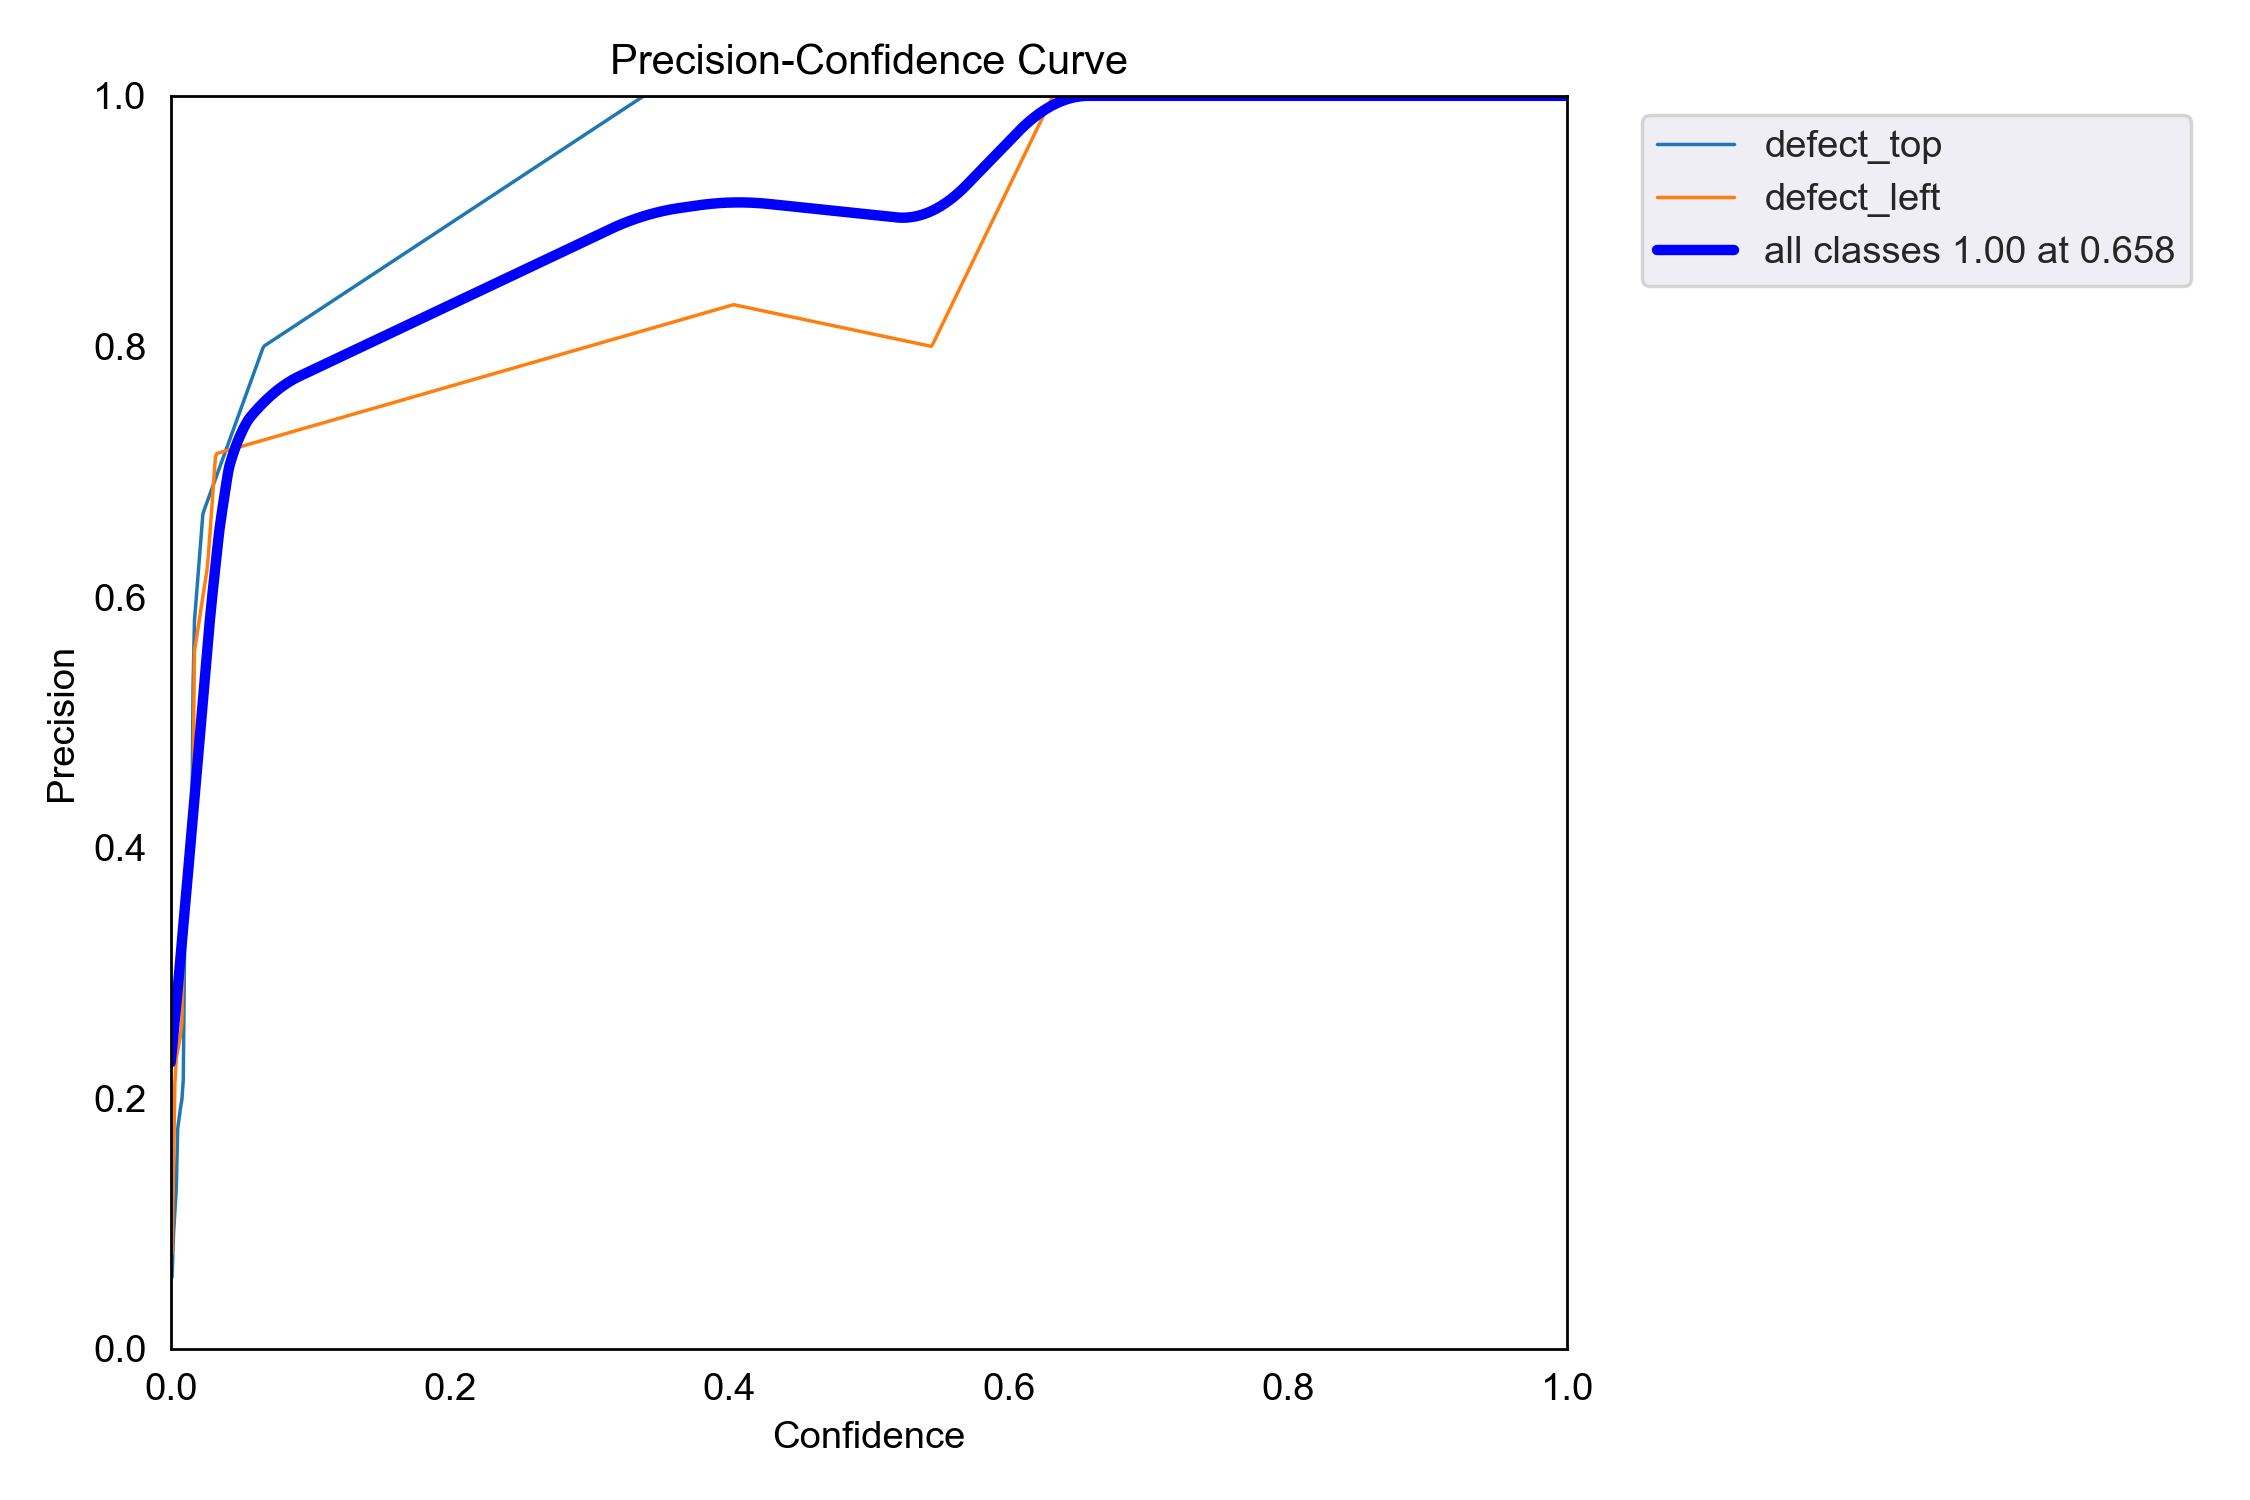 Precision-Confidence Curve
1.0
0.8
0.6
0.4
0.2
0.0
Precision
0.0 0.2 0.4 0.6 0.8 1.0
Confidence
defect_top
defect_left
all classes 1.00 at 0.658